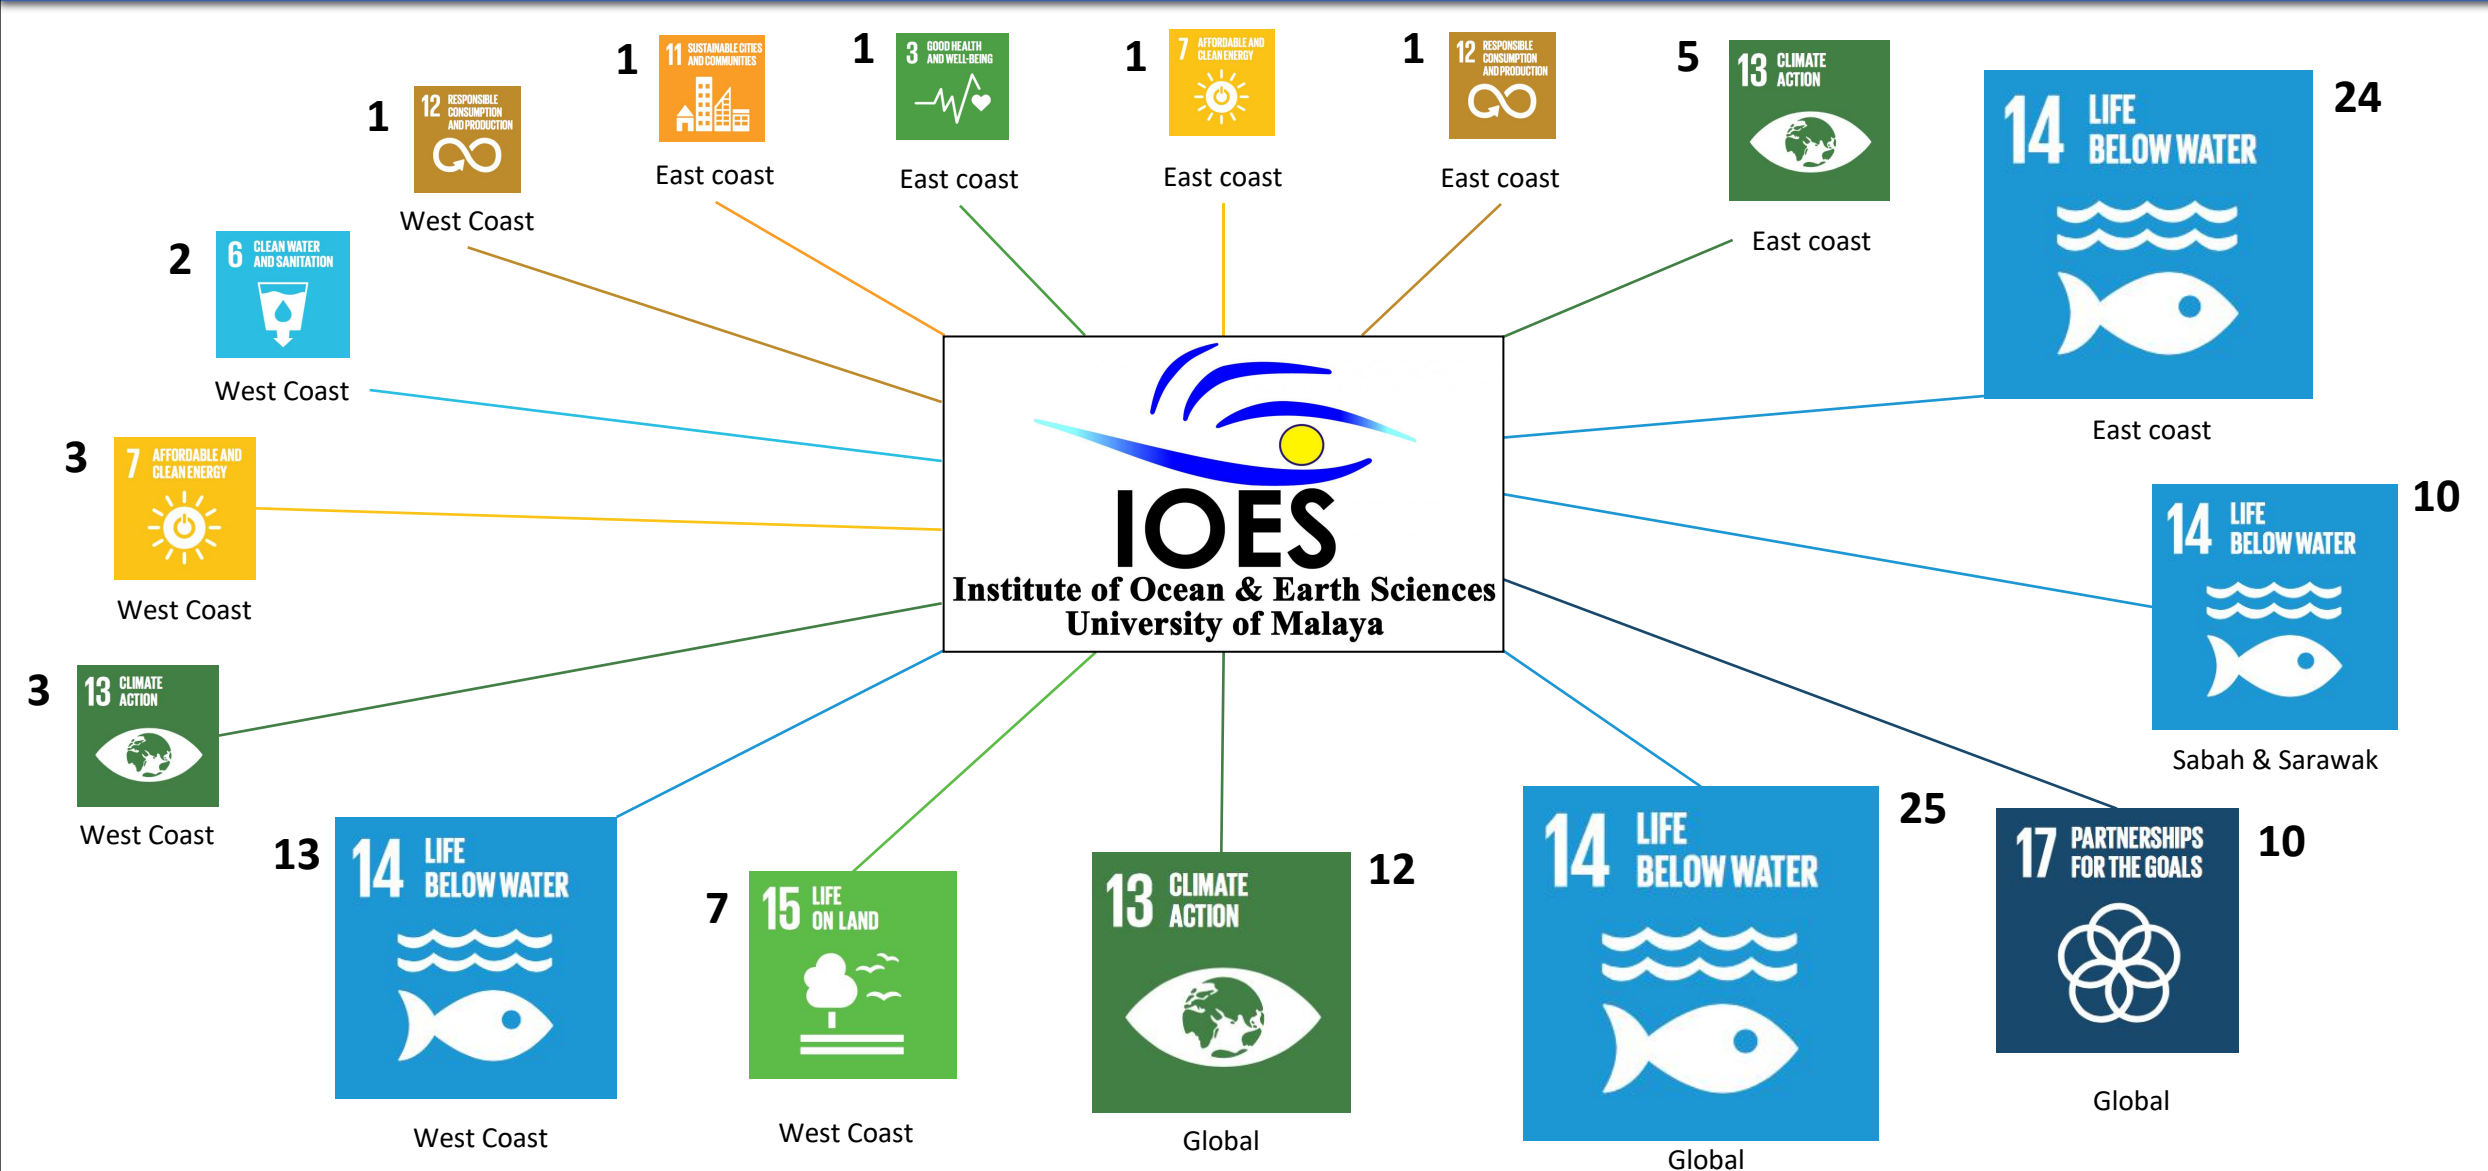 1
11 SUSTAINABLE CITIES
AND COMMUNITIES
East coast
1
3 GOOD HEALTH
AND WELL-BEING
East coast
1
7 AFFORDABLE AND
CLEAN ENERGY
East coast
1
12 RESPONSIBLE
CONSUMPTION
AND PRODUCTION
East coast
5
13 CLIMATE
ACTION
East coast
24
14 LIFE
BELOW WATER
East coast
1
12 RESPONSIBLE
CONSUMPTION
AND PRODUCTION
West Coast
2
6 CLEAN WATER
AND SANITATION
West Coast
3
7 AFFORDABLE AND
CLEAN ENERGY
West Coast
IOES
Institute of Ocean & Earth Sciences
University of Malaya
10
14 LIFE
BELOW WATER
Sabah & Sarawak
3
13 CLIMATE
ACTION
West Coast
13
14 LIFE
BELOW WATER
West Coast
7
15 LIFE
ON LAND
West Coast
12
13 CLIMATE
ACTION
Global
25
14 LIFE
BELOW WATER
Global
10
17 PARTNERSHIPS
FOR THE GOALS
Global